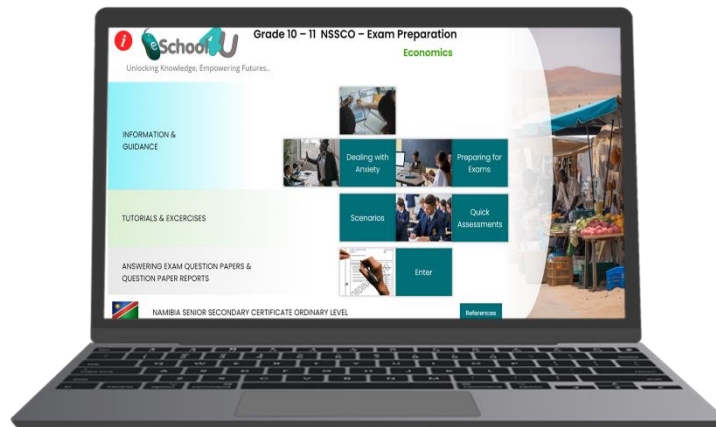 i
eSchool4U
Unlocking Knowledge, Empowering Futures..
Grade 10 – 11 NSSCO – Exam Preparation
Economics
INFORMATION &
GUIDANCE
Dealing with
Anxiety
Preparing for
Exams
TUTORIALS & EXCERCISES
Scenarios
Quick
Assessments
ANSWERING EXAM QUESTION PAPERS &
QUESTION PAPER REPORTS
Enter
NAMIBIA SENIOR SECONDARY CERTIFICATE ORDINARY LEVEL
References